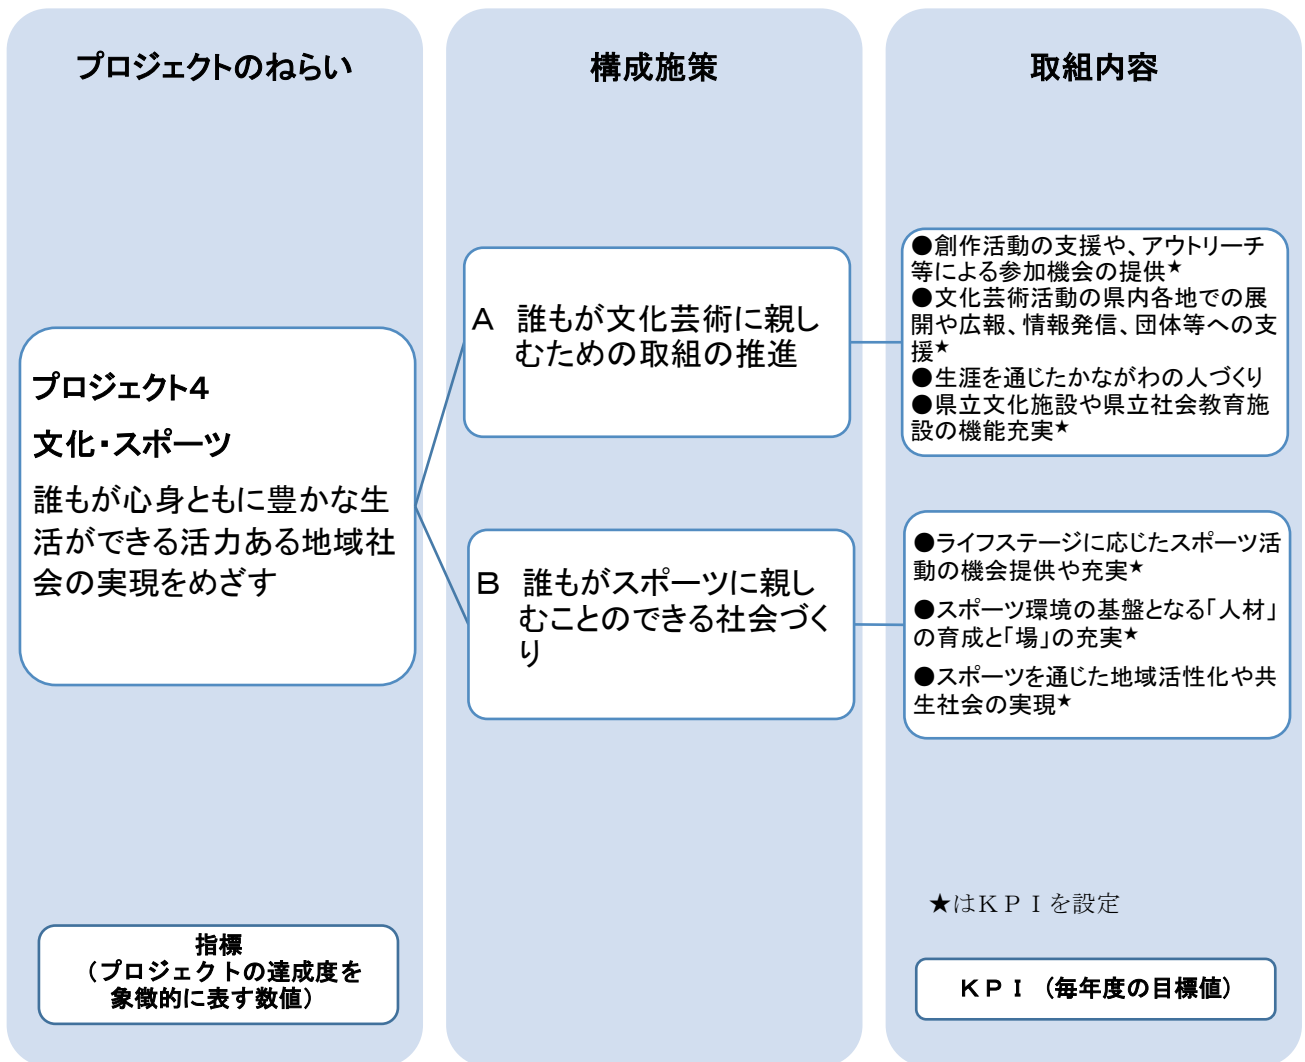 プロジェクトのねらい
構成施策
取組内容
プロジェクト4
文化・スポーツ
誰もが心身ともに豊かな生
活ができる活力ある地域社
会の実現をめざす
A 誰もが文化芸術に親し
むための取組の推進
●創作活動の支援や、アウトリーチ
等による参加機会の提供★
●文化芸術活動の県内各地での展
開や広報、情報発信、団体等への支
援★
●生涯を通じたかながわの人づくり
●県立文化施設や県立社会教育施
設の機能充実★
B 誰もがスポーツに親し
むことのできる社会づく
り
●ライフステージに応じたスポーツ活
動の機会提供や充実★
●スポーツ環境の基盤となる「人材」
の育成と「場」の充実★
●スポーツを通じた地域活性化や共
生社会の実現★
★はKPIを設定
指標
（プロジェクトの達成度を
象徴的に表す数値）
KPI（毎年度の目標値）